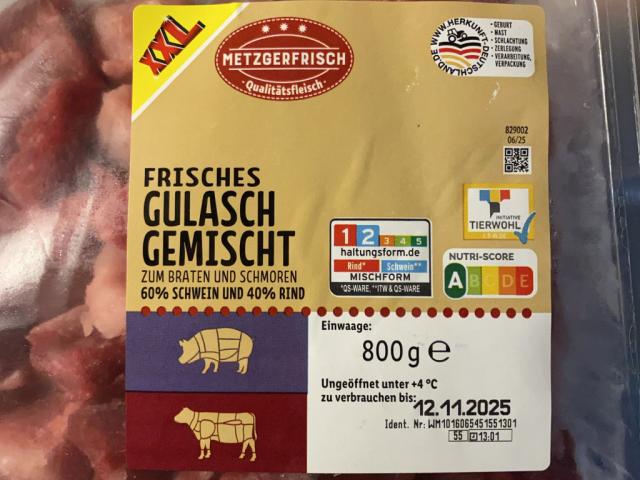 XXL
METZGERFRISCH
Qualitätsfleisch
WWW.HERKUNFT-DEUTSCHLAND.DE
• GEBURT
• MAST
• SCHLACHTUNG
• ZERLEGUNG
• VERARBEITUNG,
VERPACKUNG
829002
06/25
FRISCHES
GULASCH
GEMISCHT
ZUM BRATEN UND SCHMOREN
60% SCHWEIN UND 40% RIND
1 2 3 4 5
haltungsform.de
Rind* Schwein**
MISCHFORM
*QS-WARE, **ITW & QS-WARE
INITIATIVE
TIERWOHL
NUTRI-SCORE
A B C D E
Einwaage:
800 g ℮
Ungeöffnet unter +4 °C
zu verbrauchen bis: 12.11.2025
Ident. Nr: WM1016065451551301
55 13:01